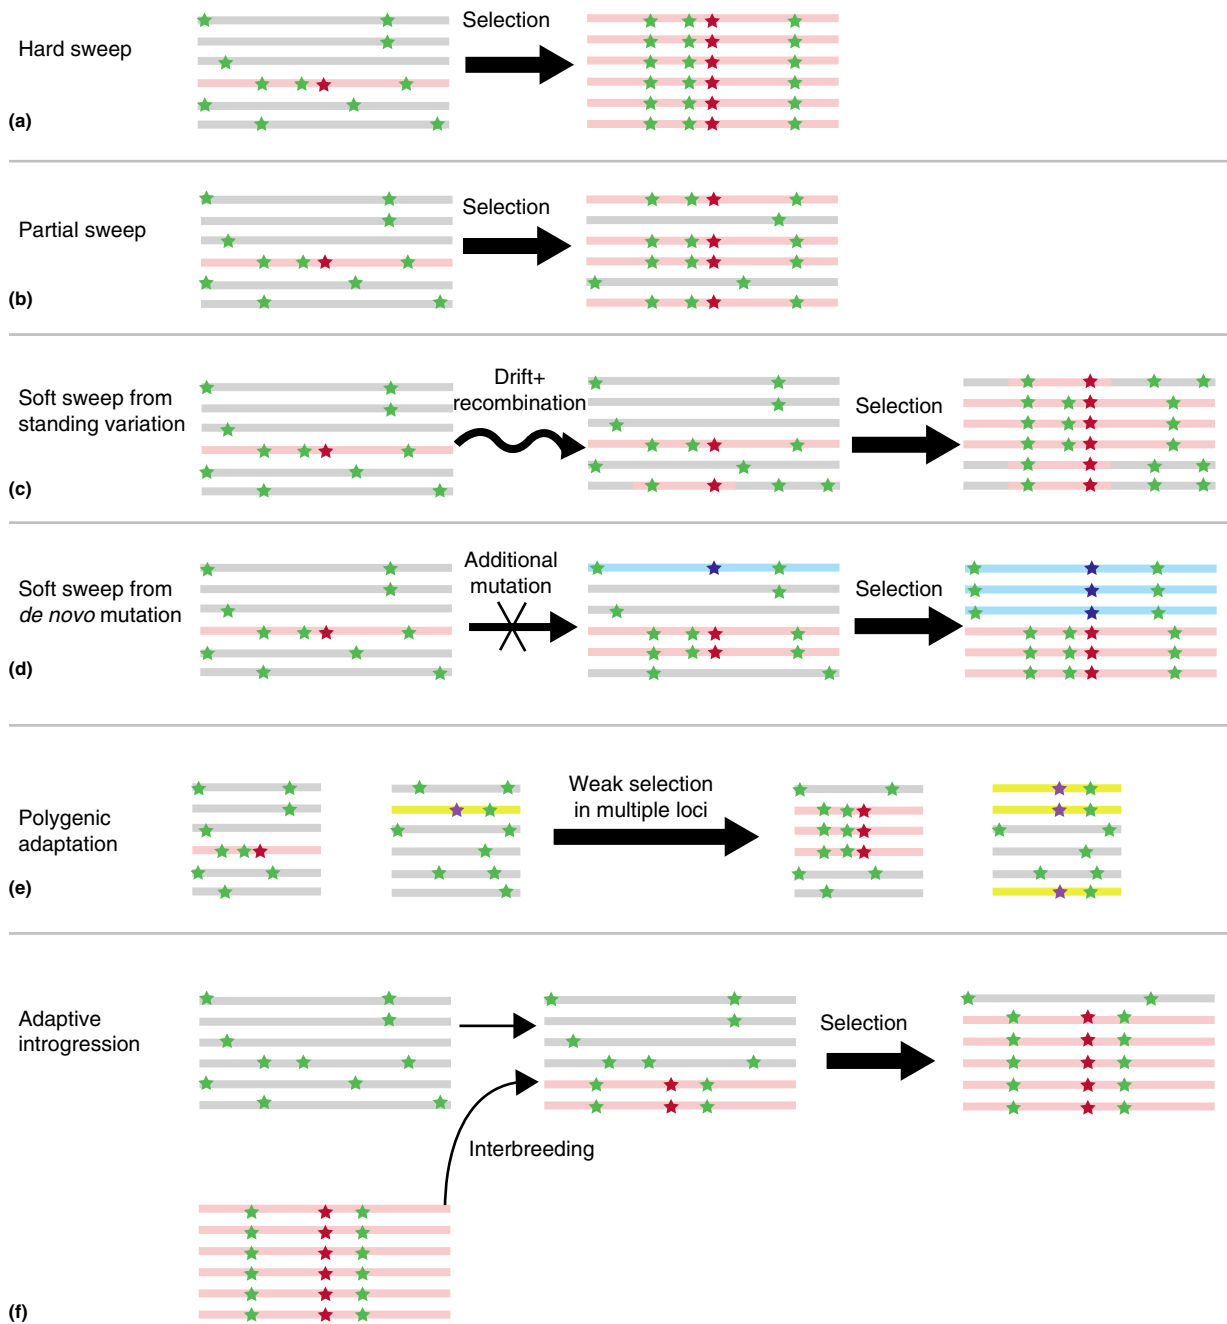 Hard sweep
Selection
(a)
Partial sweep
Selection
(b)
Soft sweep from
standing variation
Drift+
recombination
Selection
(c)
Soft sweep from
de novo mutation
Additional
mutation
Selection
(d)
Polygenic
adaptation
Weak selection
in multiple loci
(e)
Adaptive
introgression
Selection
Interbreeding
(f)